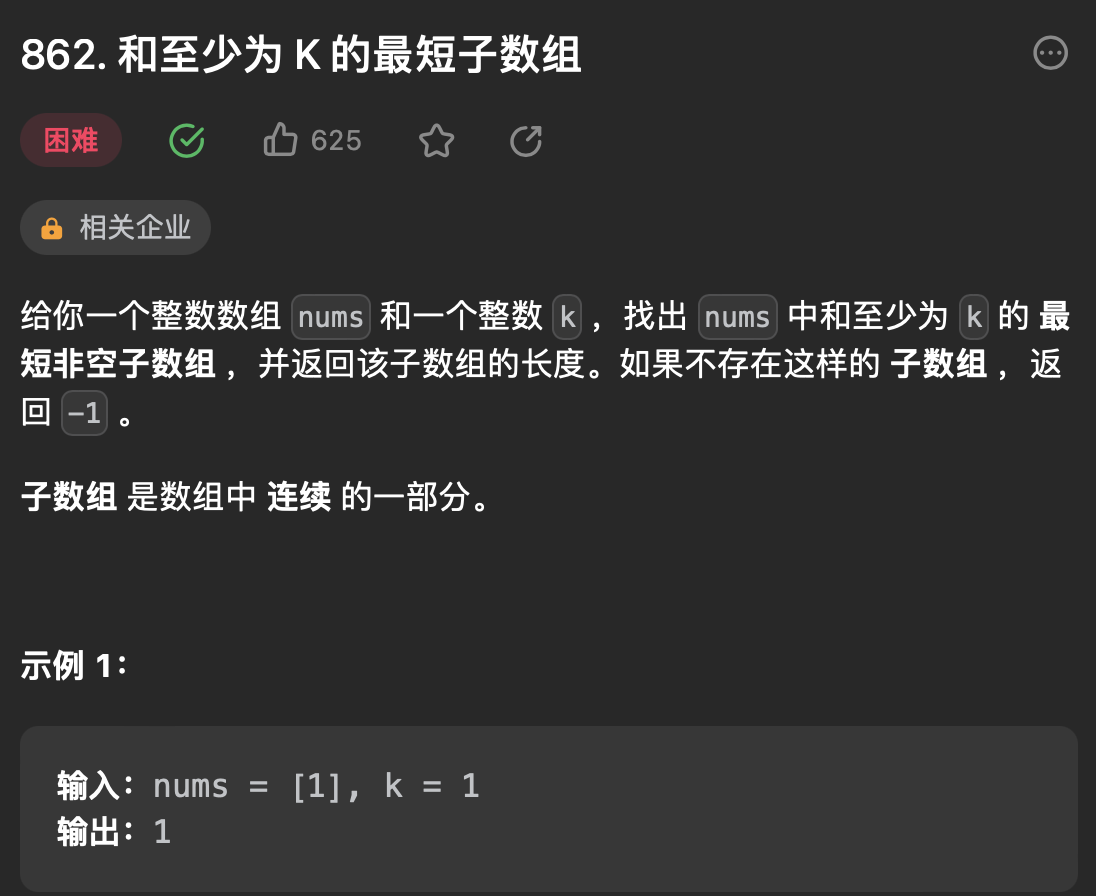 862. 和至少为 K 的最短子数组
困难 625
相关企业
给你一个整数数组 nums 和一个整数 k ，找出 nums 中和至少为 k 的 最
短非空子数组 ，并返回该子数组的长度。如果不存在这样的 子数组 ，返
回 -1 。
子数组 是数组中 连续 的一部分。
示例 1：
输入：nums = [1], k = 1
输出：1